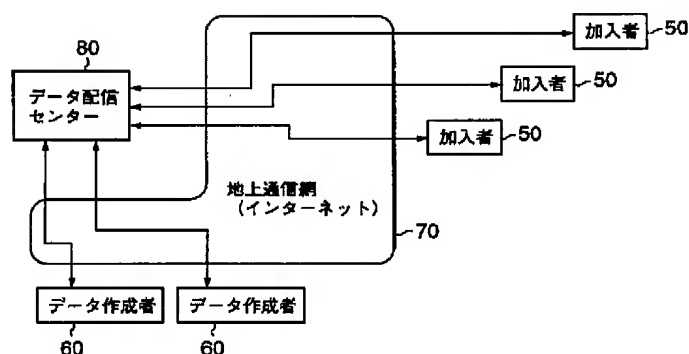 80
データ配信
センター
加入者
50
加入者
50
加入者
50
地上通信網
(インターネット)
70
データ作成者
データ作成者
60
60